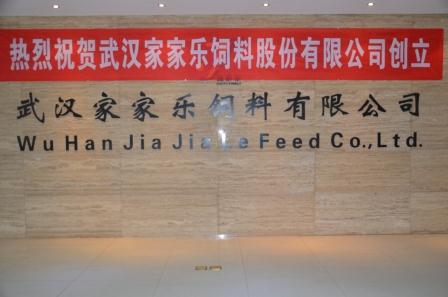 热烈祝贺武汉家家乐饲料股份有限公司创立
武汉家家乐饲料有限公司
Wu Han Jia Jia Le Feed Co.,Ltd.